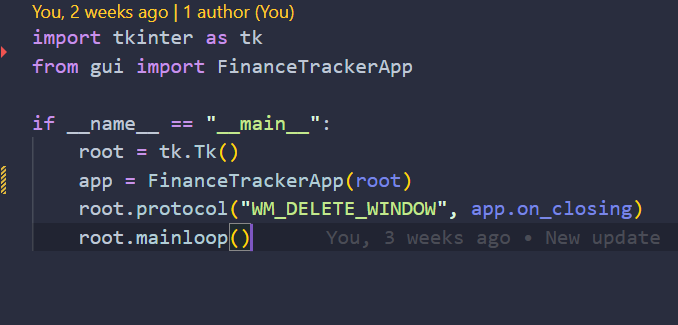 You, 2 weeks ago | 1 author (You)
import tkinter as tk
from gui import FinanceTrackerApp

if __name__ == "__main__":
    root = tk.Tk()
    app = FinanceTrackerApp(root)
    root.protocol("WM_DELETE_WINDOW", app.on_closing)
    root.mainloop()    You, 3 weeks ago • New update